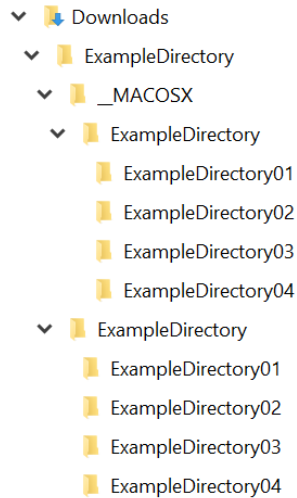 Downloads
ExampleDirectory
__MACOSX
ExampleDirectory
ExampleDirectory01
ExampleDirectory02
ExampleDirectory03
ExampleDirectory04
ExampleDirectory
ExampleDirectory01
ExampleDirectory02
ExampleDirectory03
ExampleDirectory04